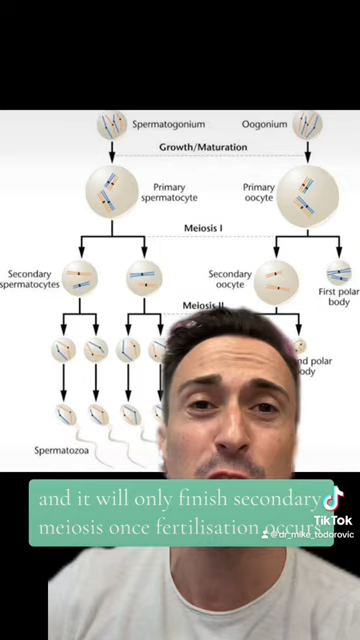 Spermatogonium
Oogonium
Growth/Maturation
Primary
spermatocyte
Primary
oocyte
Meiosis I
Secondary
spermatocytes
Secondary
oocyte
First polar
body
Meiosis II
polar
body
Spermatozoa
and it will only finish secondary
meiosis once fertilisation occurs
TikTok
@dr_mike_todorovic